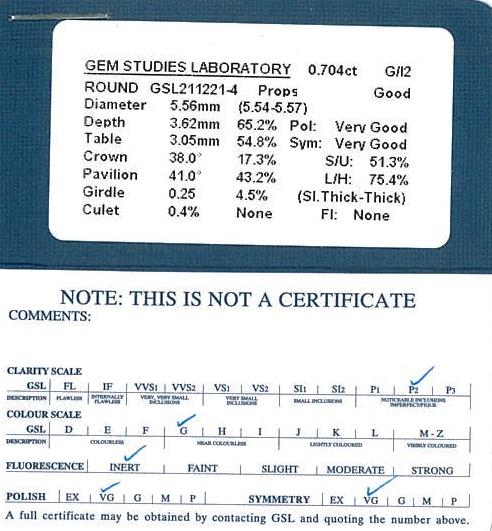 GEM STUDIES LABORATORY 0.704ct G/I2
ROUND GSL211221-4 Props Good
Diameter 5.56mm (5.54-5.57)
Depth 3.62mm 65.2% Pol: Very Good
Table 3.05mm 54.8% Sym: Very Good
Crown 38.0° 17.3% S/U: 51.3%
Pavilion 41.0° 43.2% L/H: 75.4%
Girdle 0.25 4.5% (Sl.Thick-Thick)
Culet 0.4% None Fl: None
NOTE: THIS IS NOT A CERTIFICATE
COMMENTS:
CLARITY SCALE
GSL FL IF VVS1 VVS2 VS1 VS2 SI1 SI2 P1 P2 P3
DESCRIPTION FLAWLESS INTERNALLY FLAWLESS VERY, VERY SMALL INCLUSIONS VERY SMALL INCLUSIONS SMALL INCLUSIONS NOTICEABLE INCLUSIONS IMPERFECT/PIQUE
COLOUR SCALE
GSL D E F G H I J K L M - Z
DESCRIPTION COLOURLESS NEAR COLOURLESS LIGHTLY COLOURED VISIBLY COLOURED
FLUORESCENCE INERT FAINT SLIGHT MODERATE STRONG
POLISH EX VG G M P SYMMETRY EX VG G M P
A full certificate may be obtained by contacting GSL and quoting the number above.